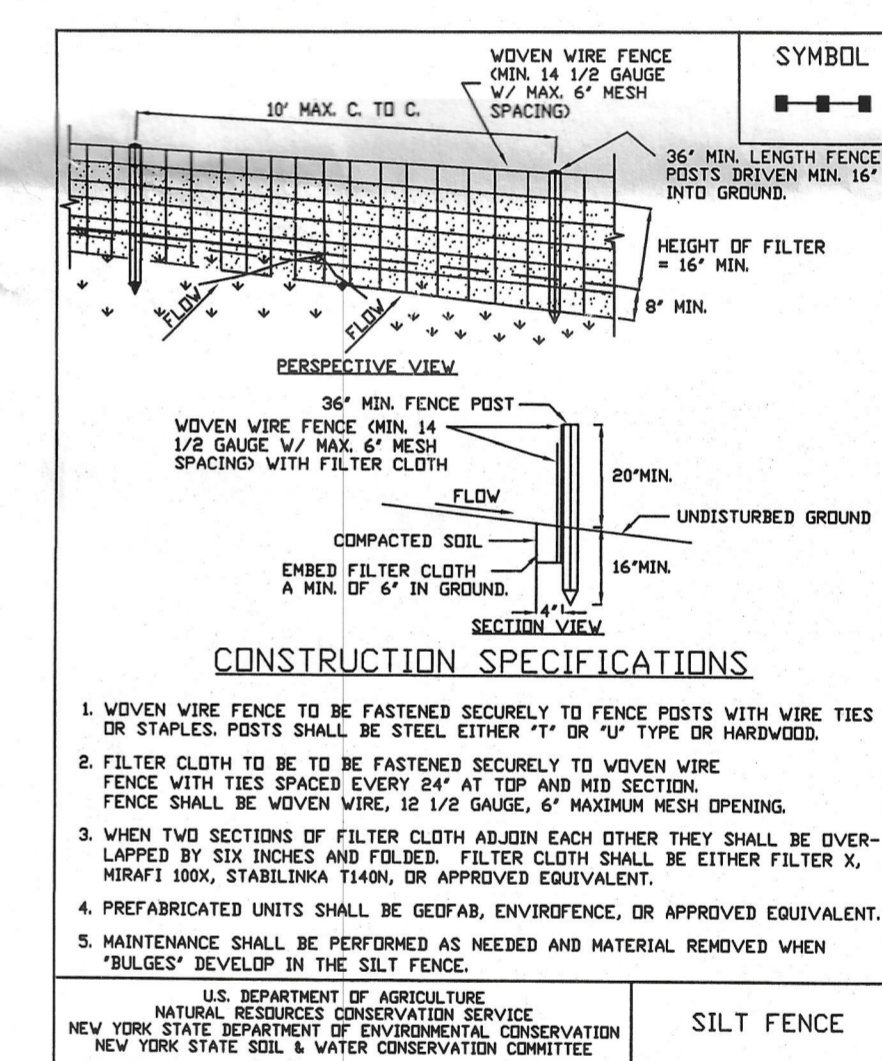 WOVEN WIRE FENCE
(MIN. 14 1/2 GAUGE
W/ MAX. 6" MESH
SPACING)
SYMBOL
10' MAX. C. TO C.
36" MIN. LENGTH FENCE
POSTS DRIVEN MIN. 16"
INTO GROUND.
HEIGHT OF FILTER
= 16" MIN.
8" MIN.
FLOW
FLOW
PERSPECTIVE VIEW
36" MIN. FENCE POST
WOVEN WIRE FENCE (MIN. 14
1/2 GAUGE W/ MAX. 6" MESH
SPACING) WITH FILTER CLOTH
20"MIN.
FLOW
UNDISTURBED GROUND
COMPACTED SOIL
EMBED FILTER CLOTH
A MIN. OF 6" IN GROUND.
16"MIN.
4"
SECTION VIEW
CONSTRUCTION SPECIFICATIONS
1. WOVEN WIRE FENCE TO BE FASTENED SECURELY TO FENCE POSTS WITH WIRE TIES
OR STAPLES. POSTS SHALL BE STEEL EITHER "T" OR "U" TYPE OR HARDWOOD.
2. FILTER CLOTH TO BE TO BE FASTENED SECURELY TO WOVEN WIRE
FENCE WITH TIES SPACED EVERY 24" AT TOP AND MID SECTION.
FENCE SHALL BE WOVEN WIRE, 12 1/2 GAUGE, 6" MAXIMUM MESH OPENING.
3. WHEN TWO SECTIONS OF FILTER CLOTH ADJOIN EACH OTHER THEY SHALL BE OVER-
LAPPED BY SIX INCHES AND FOLDED. FILTER CLOTH SHALL BE EITHER FILTER X,
MIRAFI 100X, STABILINKA T140N, OR APPROVED EQUIVALENT.
4. PREFABRICATED UNITS SHALL BE GEOFAB, ENVIROFENCE, OR APPROVED EQUIVALENT.
5. MAINTENANCE SHALL BE PERFORMED AS NEEDED AND MATERIAL REMOVED WHEN
"BULGES" DEVELOP IN THE SILT FENCE.
U.S. DEPARTMENT OF AGRICULTURE
NATURAL RESOURCES CONSERVATION SERVICE
NEW YORK STATE DEPARTMENT OF ENVIRONMENTAL CONSERVATION
NEW YORK STATE SOIL & WATER CONSERVATION COMMITTEE
SILT FENCE